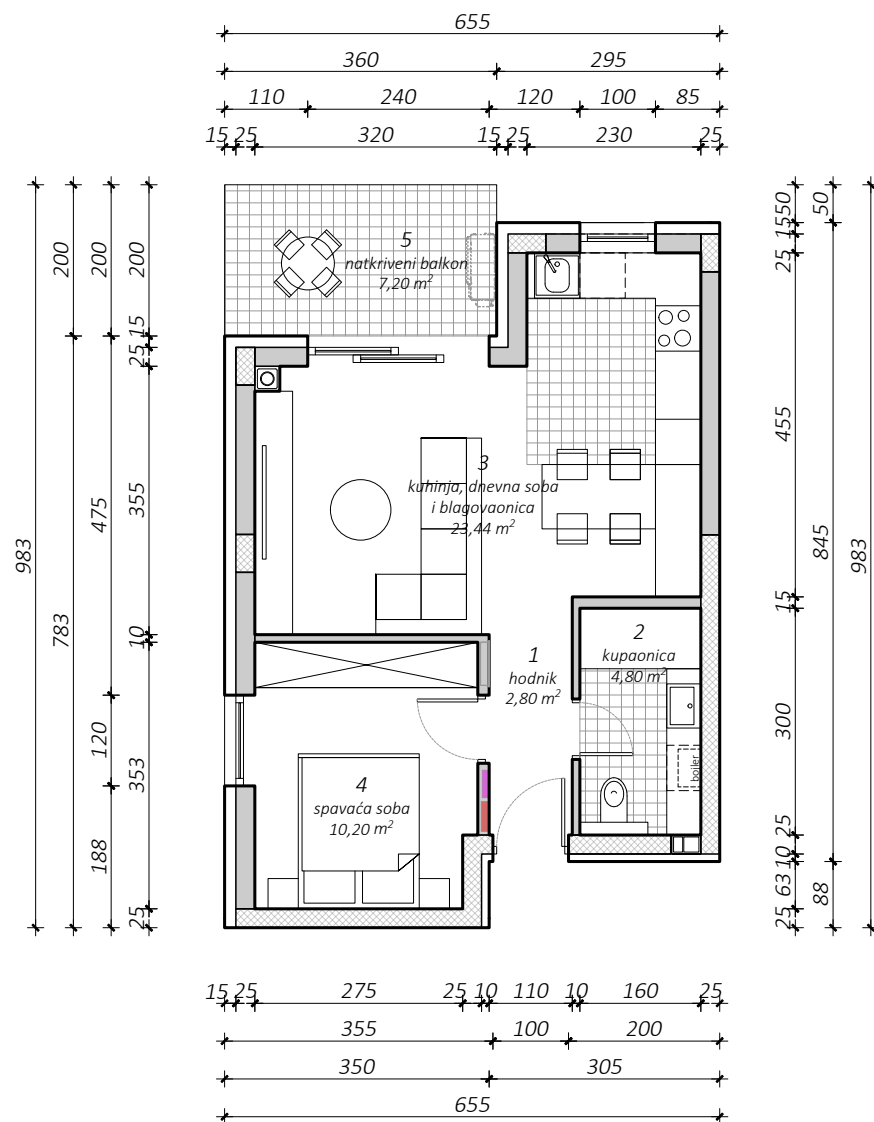 655
360 295
110 240 120 100 85
15 25 320 15 25 230 25
5
natkriveni balkon
7,20 m²
3
kuhinja, dnevna soba
i blagovaonica
23,44 m²
1
hodnik
2,80 m²
2
kupaonica
4,80 m²
boiler
4
spavaća soba
10,20 m²
983
200
783
200
475
120
188
200
15
25
355
10
353
25
50
15
25
455
15
300
25
10
63
25
50
845
88
983
15 25 275 25 10 110 10 160 25
355 100 200
350 305
655